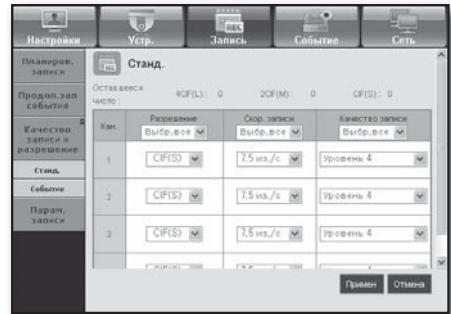 Настройки Устр. Запись Событие Сеть
Планиров. записи
Продол.зап события
Качество записи и разрешение
Станд.
Событие
Парам. записи
Станд.
Оставшееся число : 4CIF(L) : 0 2CIF(M) : 0 CIF(S) : 0
Кан. Разрешение Скор. записи Качество записи
Выбр.все Выбр.все Выбр.все
1 CIF(S) 7,5 из./с Уровень 4
2 CIF(S) 7,5 из./с Уровень 4
3 CIF(S) 7,5 из./с Уровень 4
Примен Отмена